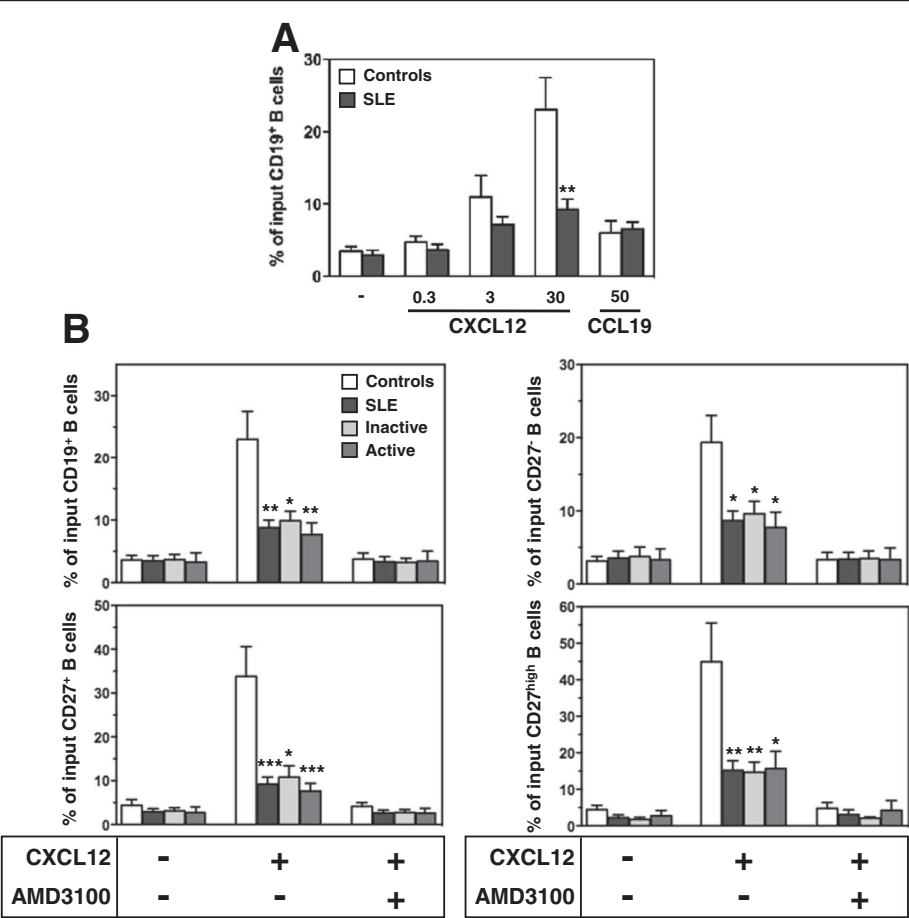 A
% of input CD19⁺ B cells
30
20
10
0
Controls
SLE
**
- 0.3 3 30 50
CXCL12 CCL19
B
% of input CD19⁺ B cells
30
20
10
0
Controls
SLE
Inactive
Active
** * **
% of input CD27⁻ B cells
30
20
10
0
* * *
% of input CD27⁺ B cells
50
40
30
20
10
0
*** * ***
% of input CD27ʰⁱᵍʰ B cells
60
50
40
30
20
10
0
** ** *
CXCL12 - + +
AMD3100 - - +
CXCL12 - + +
AMD3100 - - +